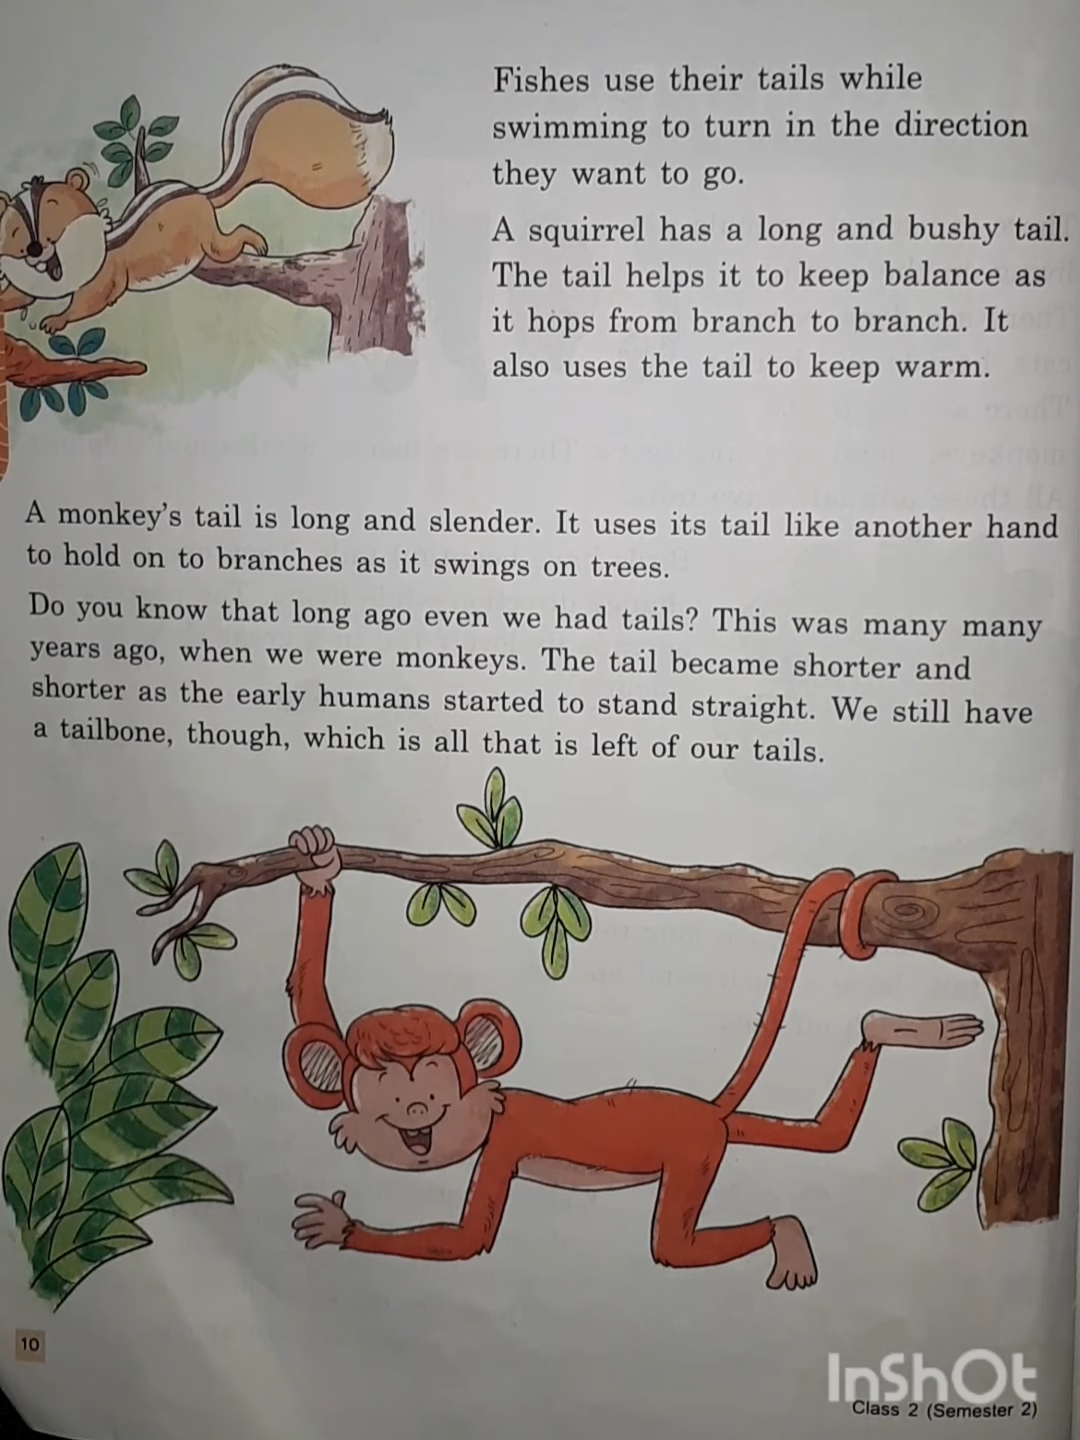 Fishes use their tails while
swimming to turn in the direction
they want to go.
A squirrel has a long and bushy tail.
The tail helps it to keep balance as
it hops from branch to branch. It
also uses the tail to keep warm.
A monkey's tail is long and slender. It uses its tail like another hand
to hold on to branches as it swings on trees.
Do you know that long ago even we had tails? This was many many
years ago, when we were monkeys. The tail became shorter and
shorter as the early humans started to stand straight. We still have
a tailbone, though, which is all that is left of our tails.
10
InShOt
Class 2 (Semester 2)